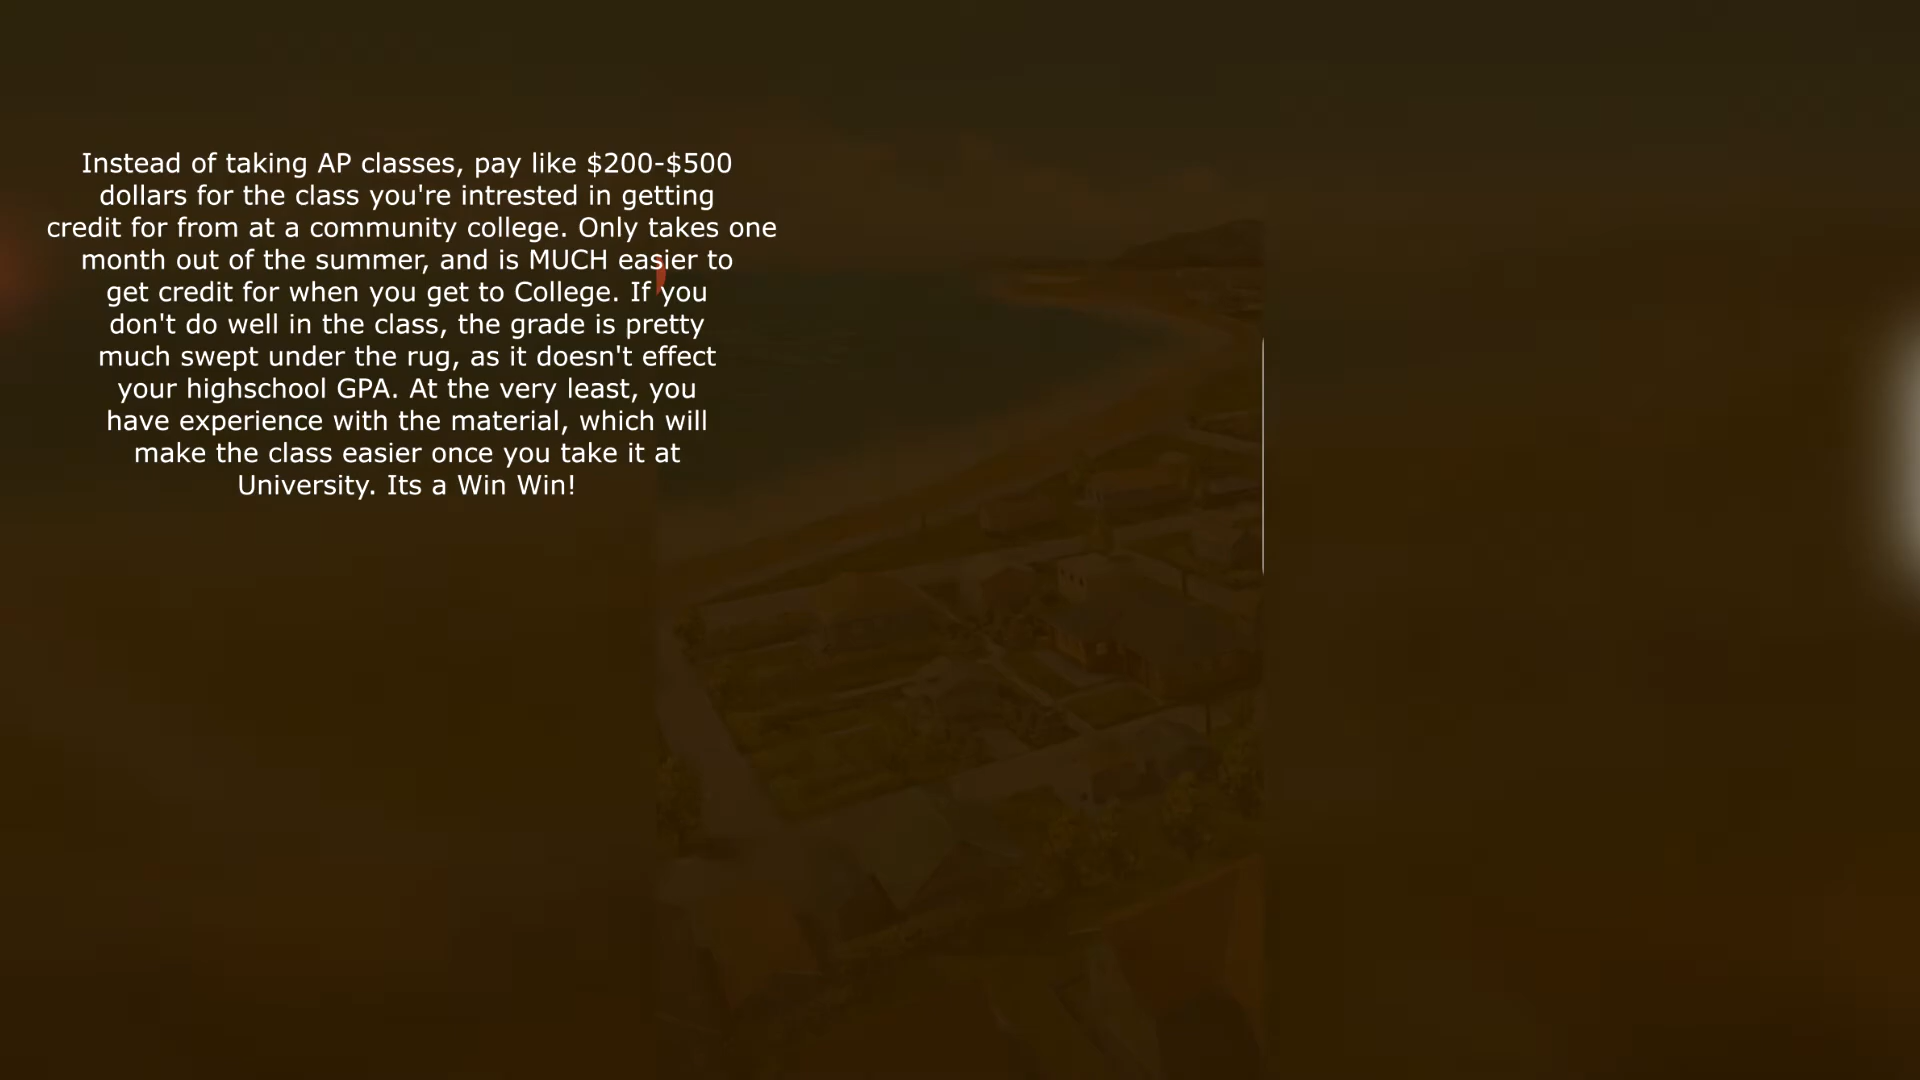 Instead of taking AP classes, pay like $200-$500
dollars for the class you're intrested in getting
credit for from at a community college. Only takes one
month out of the summer, and is MUCH easier to
get credit for when you get to College. If you
don't do well in the class, the grade is pretty
much swept under the rug, as it doesn't effect
your highschool GPA. At the very least, you
have experience with the material, which will
make the class easier once you take it at
University. Its a Win Win!